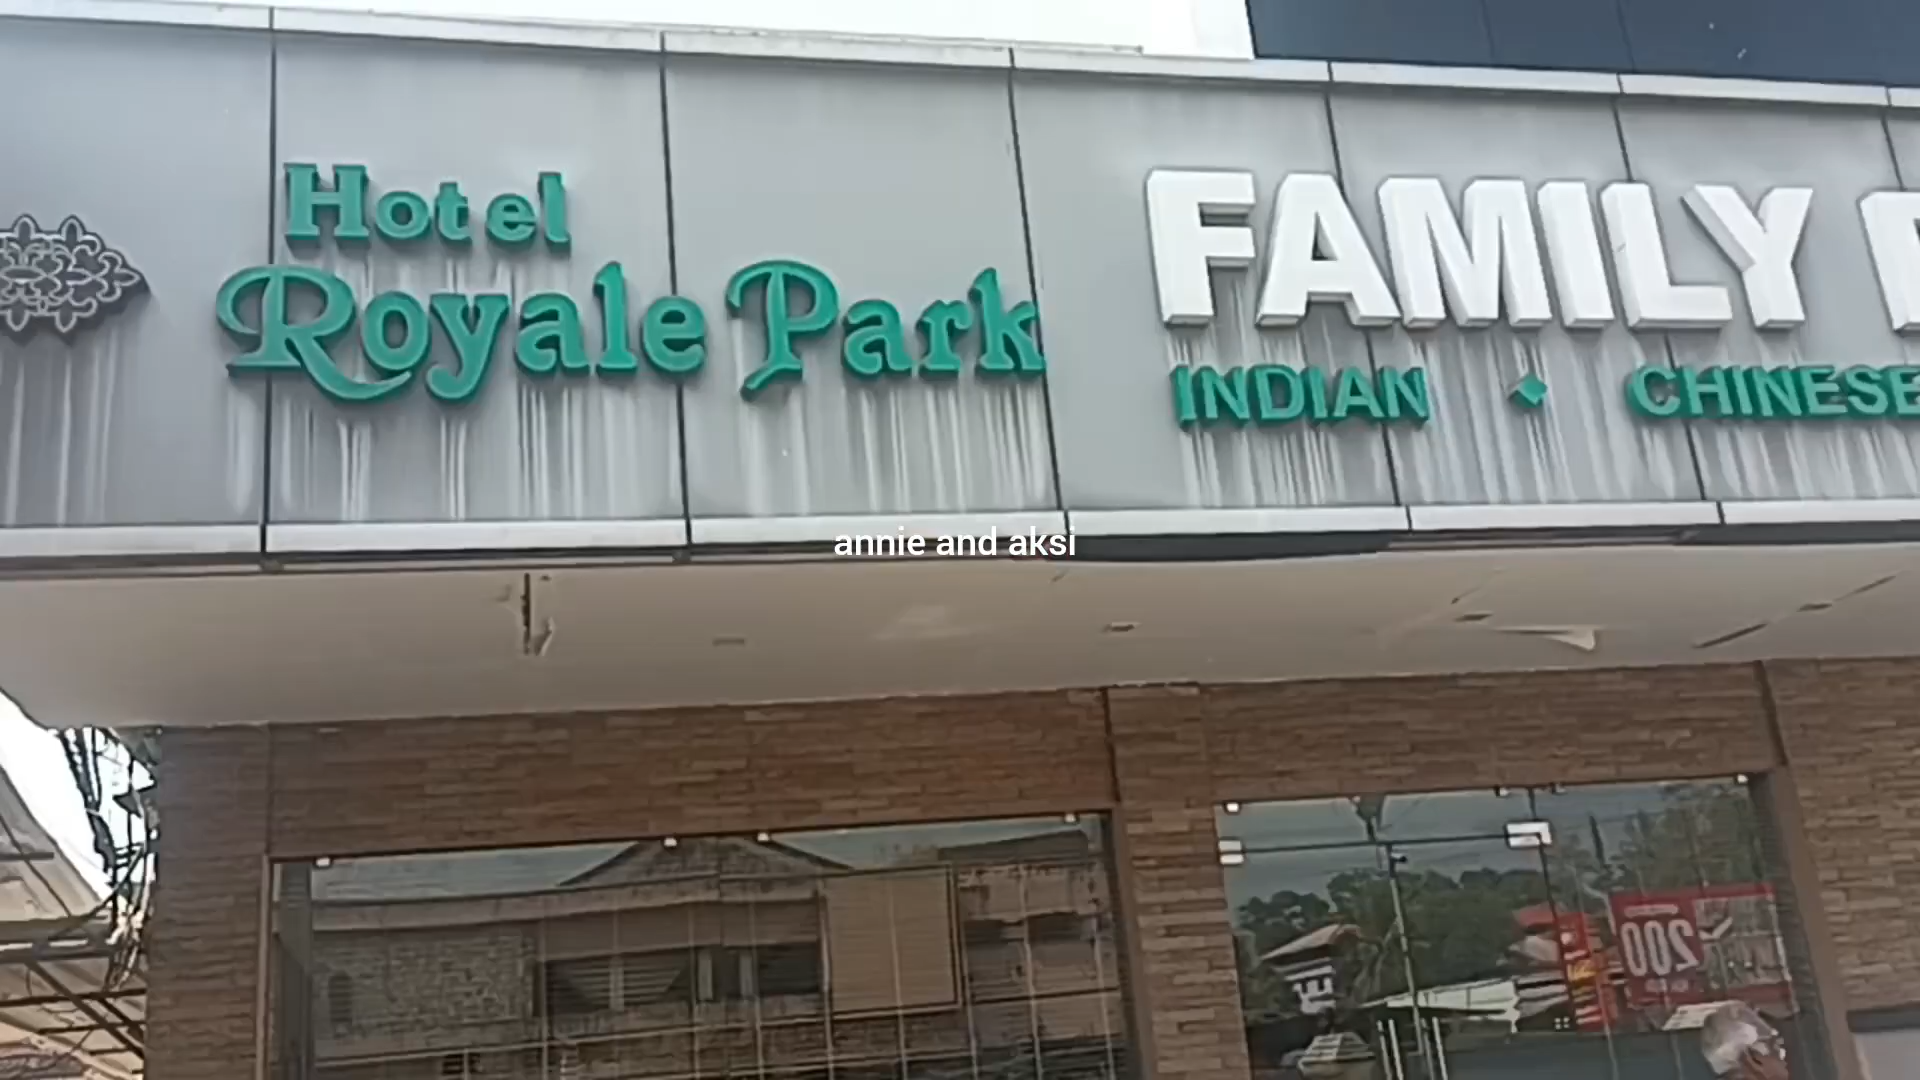 Hotel
Royale Park
FAMILY
INDIAN ◆ CHINESE
annie and aksi
200